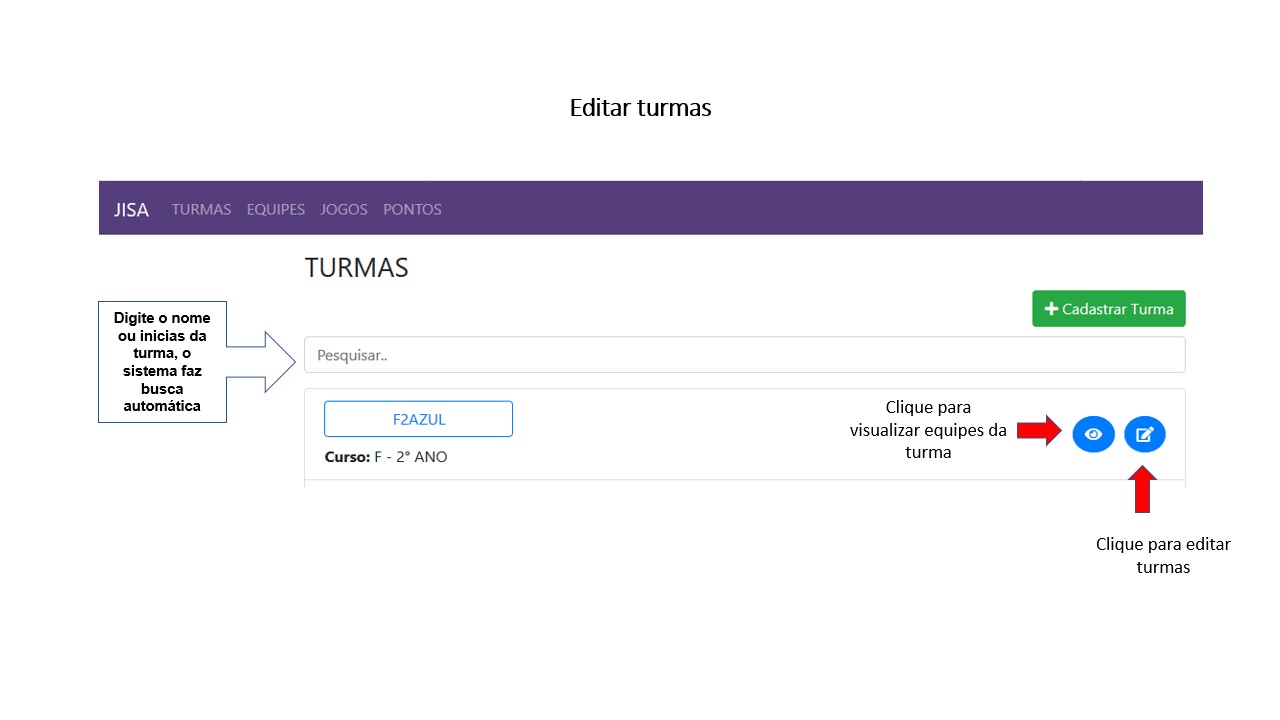 Editar turmas
JISA TURMAS EQUIPES JOGOS PONTOS
TURMAS
Cadastrar Turma
Digite o nome
ou inicias da
turma, o
sistema faz
busca
automática
Pesquisar..
F2AZUL
Curso: F - 2° ANO
Clique para
visualizar equipes da
turma
Clique para editar
turmas